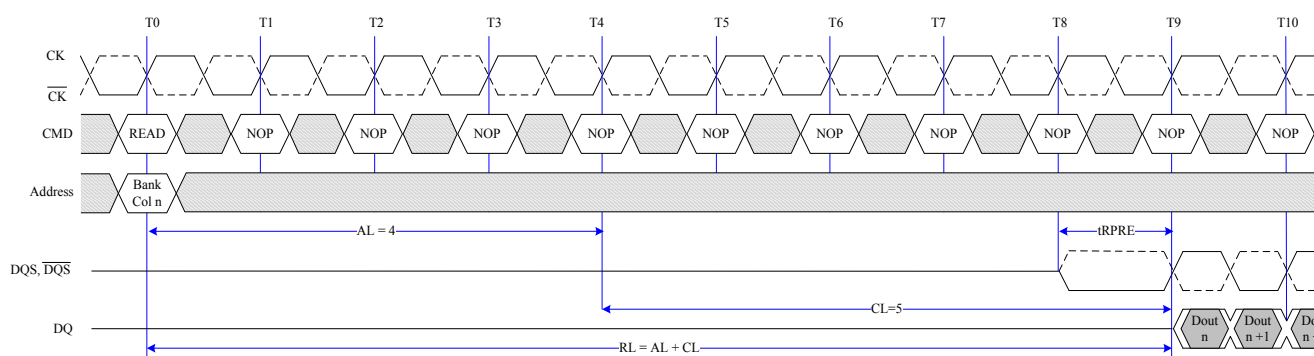 T0 T1 T2 T3 T4 T5 T6 T7 T8 T9 T10
CK
CK
CMD READ NOP NOP NOP NOP NOP NOP NOP NOP NOP NOP
Address Bank
Col n
AL = 4 tRPRE
DQS, DQS
CL=5
DQ Dout
n Dout
n +1
RL = AL + CL